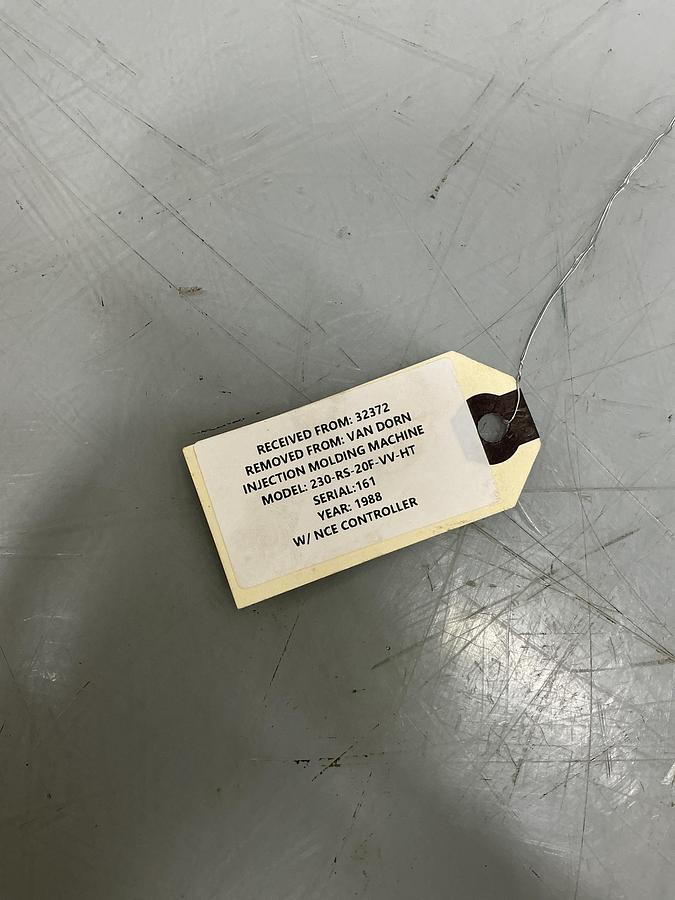 RECEIVED FROM: 32372
REMOVED FROM: VAN DORN
INJECTION MOLDING MACHINE
MODEL: 230-RS-20F-VV-HT
SERIAL:161
YEAR: 1988
W/ NCE CONTROLLER